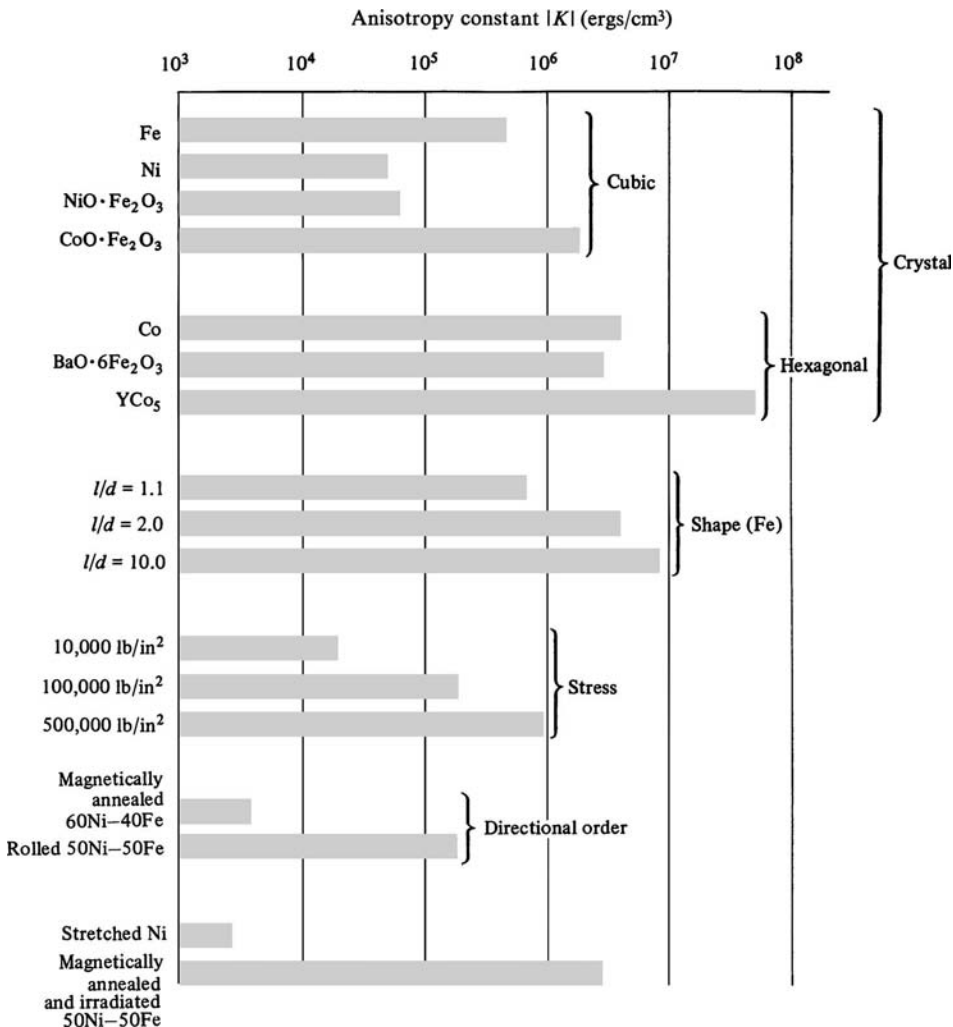 Anisotropy constant |K| (ergs/cm³)
10³ 10⁴ 10⁵ 10⁶ 10⁷ 10⁸
Fe
Ni
NiO·Fe₂O₃
CoO·Fe₂O₃
Cubic
Crystal
Co
BaO·6Fe₂O₃
YCo₅
Hexagonal
l/d = 1.1
l/d = 2.0
l/d = 10.0
Shape (Fe)
10,000 lb/in²
100,000 lb/in²
500,000 lb/in²
Stress
Magnetically
annealed
60Ni–40Fe
Rolled 50Ni–50Fe
Directional order
Stretched Ni
Magnetically
annealed
and irradiated
50Ni–50Fe